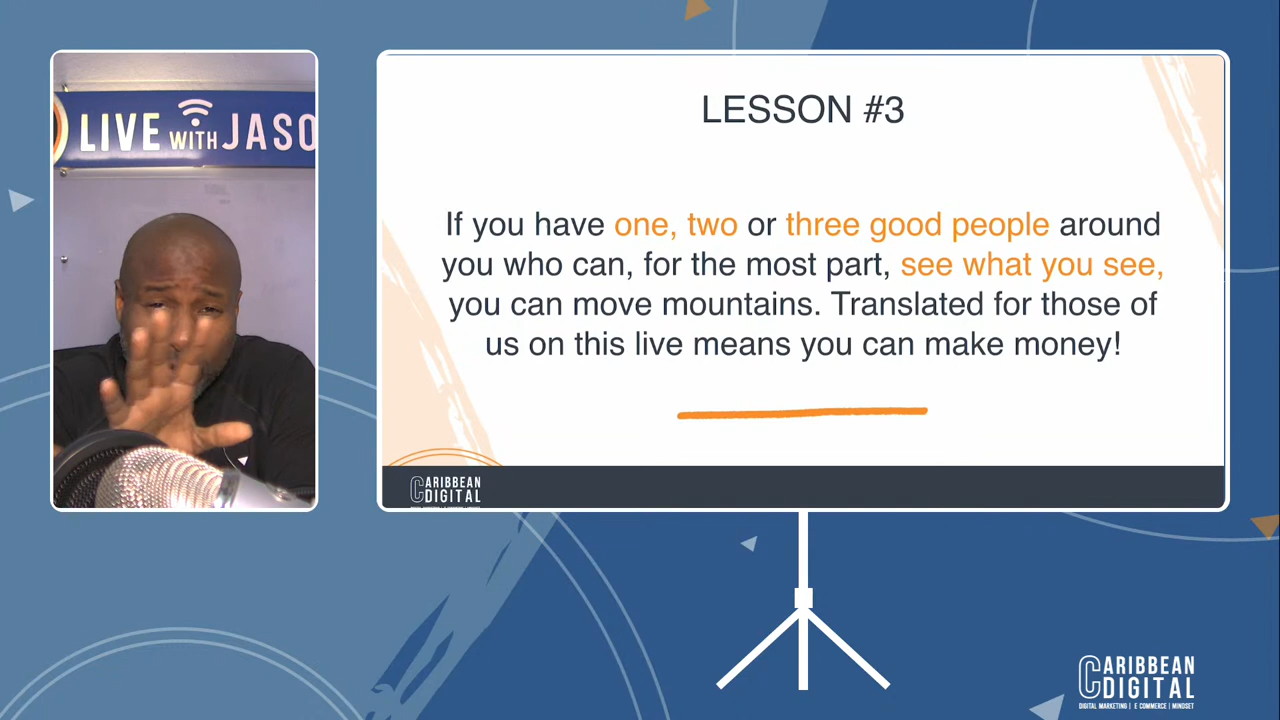 LIVE WITH JASO
LESSON #3
If you have one, two or three good people around
you who can, for the most part, see what you see,
you can move mountains. Translated for those of
us on this live means you can make money!
CARIBBEAN
DIGITAL
CARIBBEAN
DIGITAL
DIGITAL MARKETING | E COMMERCE | MINDSET